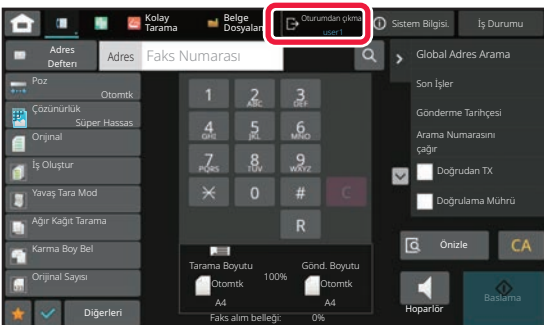 Kolay
Tarama
Belge
Dosyalan
Oturumdan çıkma
user1
Sistem Bilgisi.
İş Durumu
Adres
Defteri
Adres
Faks Numarası
Global Adres Arama
Poz
Otomtk
Çözünürlük
Süper Hassas
Orijinal
İş Oluştur
Yavaş Tara Mod
Ağır Kağıt Tarama
Karma Boy Bel
Orijinal Sayısı
Diğerleri
1
2
ABC
3
DEF
4
GHI
5
JKL
6
MNO
7
PQRS
8
TUV
9
WXYZ
0
#
C
R
Son İşler
Gönderme Tarihçesi
Arama Numarasını
çağır
Doğrudan TX
Doğrulama Mührü
Önizle
CA
Tarama Boyutu
100%
Gönd. Boyutu
Otomtk
Otomtk
A4
A4
Faks alım belleği:
0%
Hoparlör
Başlama